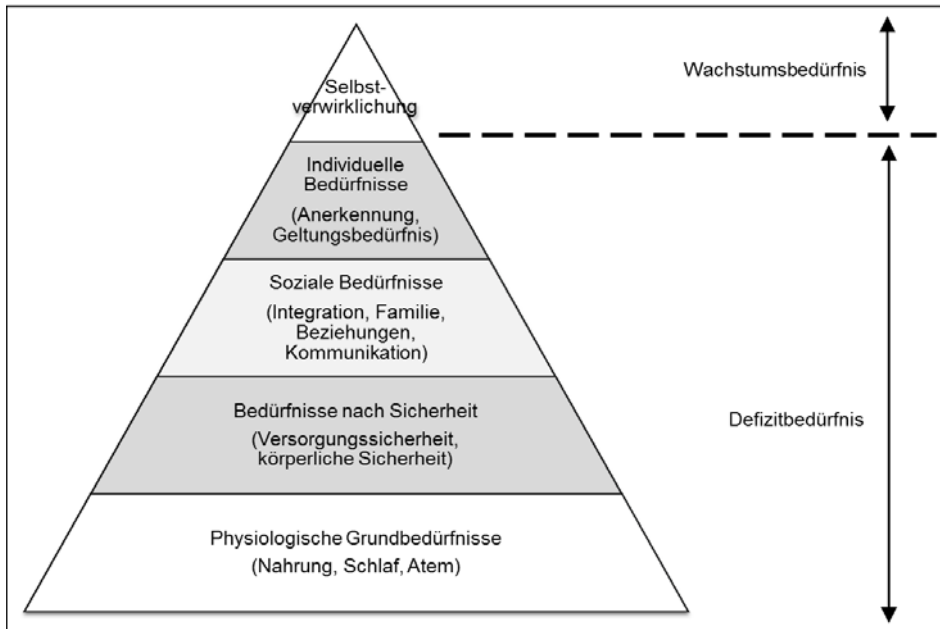 Selbst-
verwirklichung
Wachstumsbedürfnis
Individuelle
Bedürfnisse
(Anerkennung,
Geltungsbedürfnis)
Soziale Bedürfnisse
(Integration, Familie,
Beziehungen,
Kommunikation)
Bedürfnisse nach Sicherheit
(Versorgungssicherheit,
körperliche Sicherheit)
Defizitbedürfnis
Physiologische Grundbedürfnisse
(Nahrung, Schlaf, Atem)